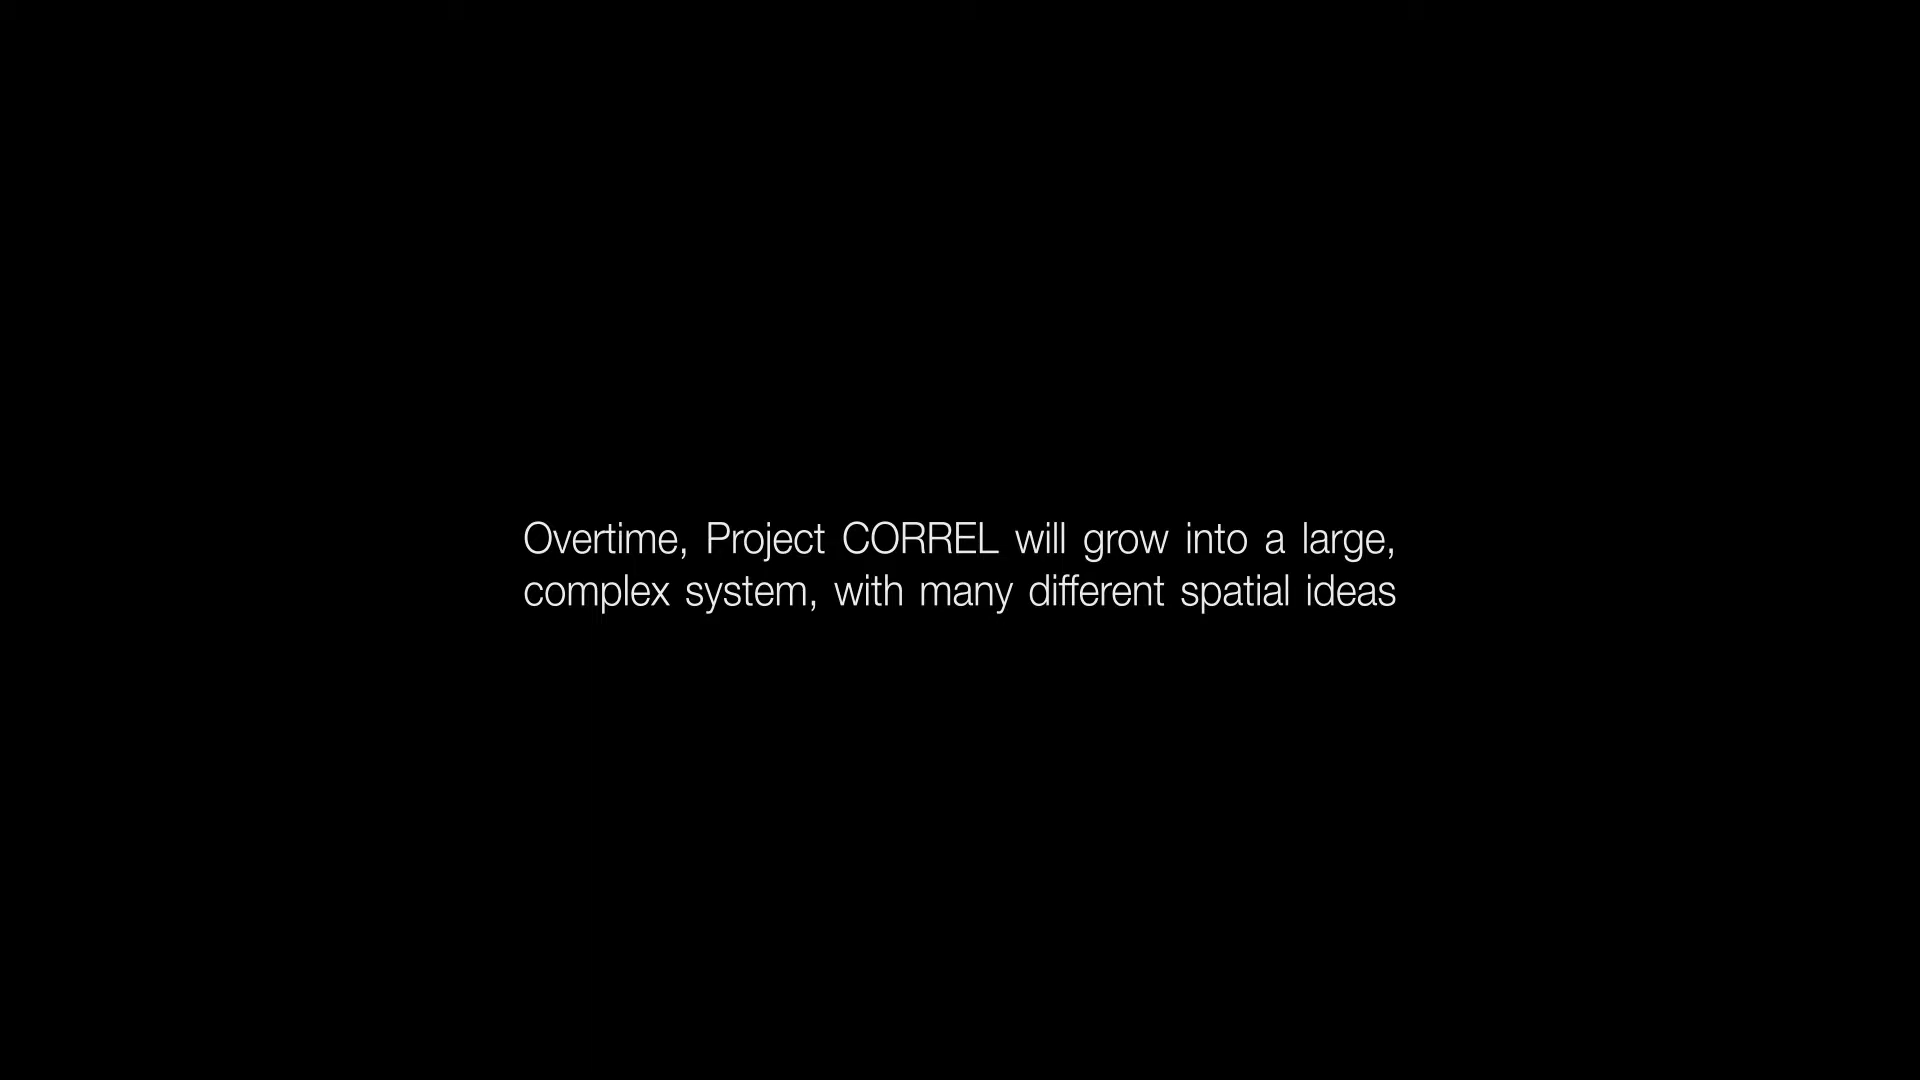 Overtime, Project CORREL will grow into a large,
complex system, with many different spatial ideas